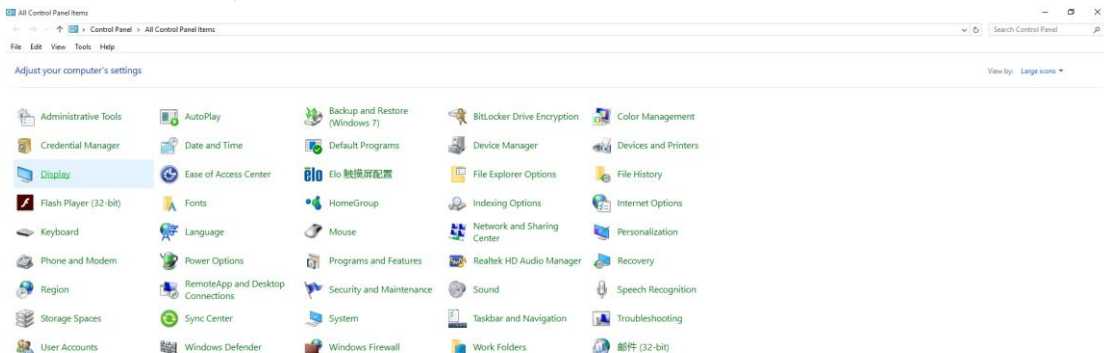 All Control Panel Items
Control Panel > All Control Panel Items
Search Control Panel
File Edit View Tools Help
Adjust your computer's settings
View by: Large icons
Administrative Tools
AutoPlay
Backup and Restore
(Windows 7)
BitLocker Drive Encryption
Color Management
Credential Manager
Date and Time
Default Programs
Device Manager
Devices and Printers
Display
Ease of Access Center
elo Elo 触摸屏配置
File Explorer Options
File History
Flash Player (32-bit)
Fonts
HomeGroup
Indexing Options
Internet Options
Keyboard
Language
Mouse
Network and Sharing
Center
Personalization
Phone and Modem
Power Options
Programs and Features
Realtek HD Audio Manager
Recovery
Region
RemoteApp and Desktop
Connections
Security and Maintenance
Sound
Speech Recognition
Storage Spaces
Sync Center
System
Taskbar and Navigation
Troubleshooting
User Accounts
Windows Defender
Windows Firewall
Work Folders
邮件 (32-bit)